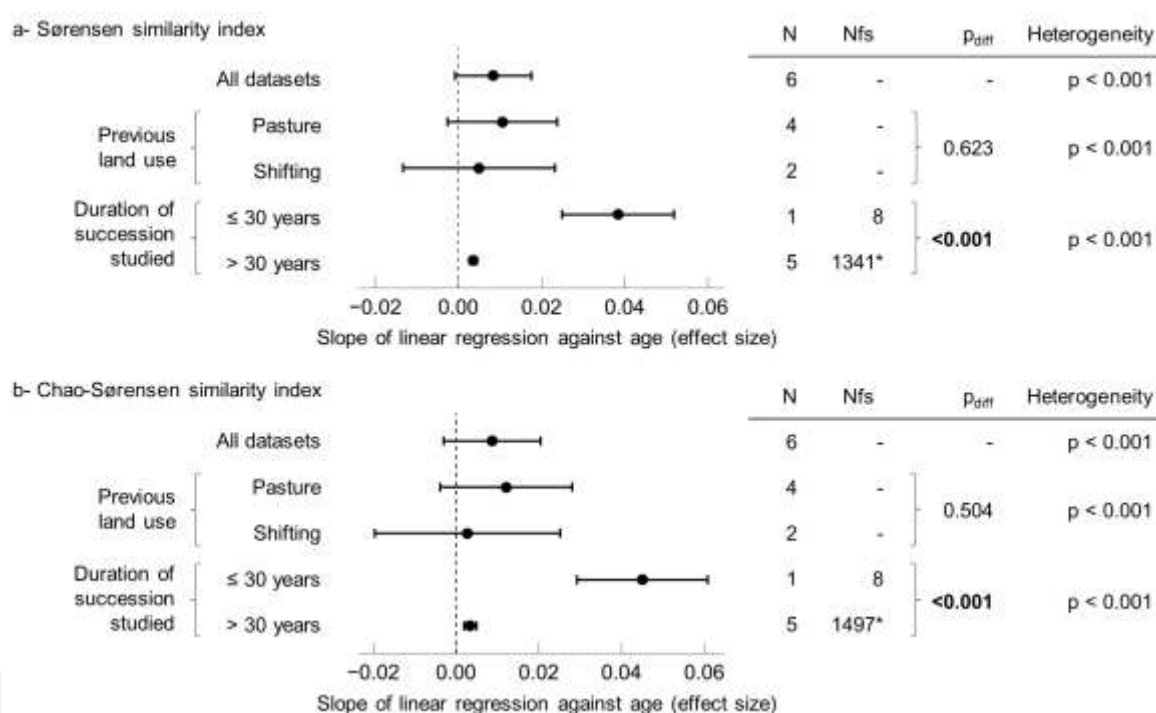 a- Sørensen similarity index
N Nfs pdiff Heterogeneity
All datasets 6 - - p < 0.001
Previous land use
Pasture 4 -
0.623 p < 0.001
Shifting 2 -
Duration of succession studied
≤ 30 years 1 8
<0.001 p < 0.001
> 30 years 5 1341*
−0.02 0.00 0.02 0.04 0.06
Slope of linear regression against age (effect size)
b- Chao-Sørensen similarity index
N Nfs pdiff Heterogeneity
All datasets 6 - - p < 0.001
Previous land use
Pasture 4 -
0.504 p < 0.001
Shifting 2 -
Duration of succession studied
≤ 30 years 1 8
<0.001 p < 0.001
> 30 years 5 1497*
−0.02 0.00 0.02 0.04 0.06
Slope of linear regression against age (effect size)